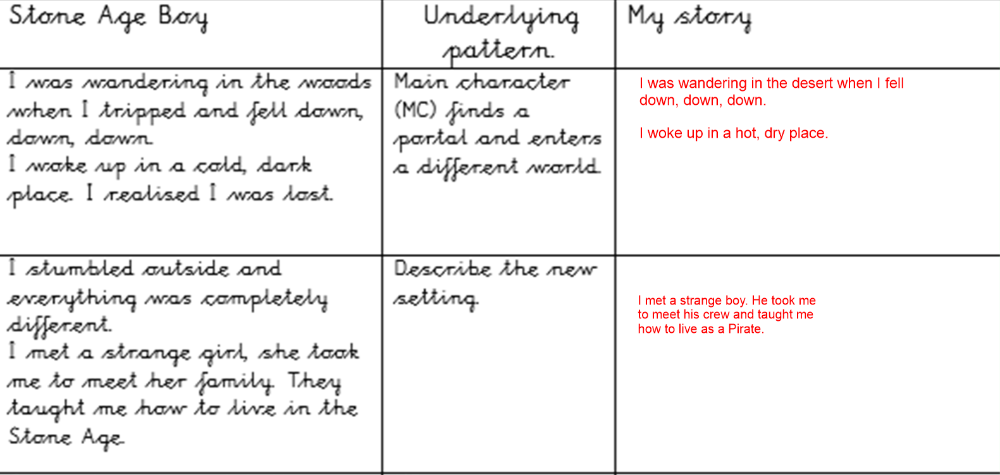 Stone Age Boy
Underlying
pattern.
My story
I was wandering in the woods
when I tripped and fell down,
down, down.
I woke up in a cold, dark
place. I realised I was lost.
Main character
(MC) finds a
portal and enters
a different world.
I was wandering in the desert when I fell
down, down, down.
I woke up in a hot, dry place.
I stumbled outside and
everything was completely
different.
I met a strange girl, she took
me to meet her family. They
taught me how to live in the
Stone Age.
Describe the new
setting.
I met a strange boy. He took me
to meet his crew and taught me
how to live as a Pirate.